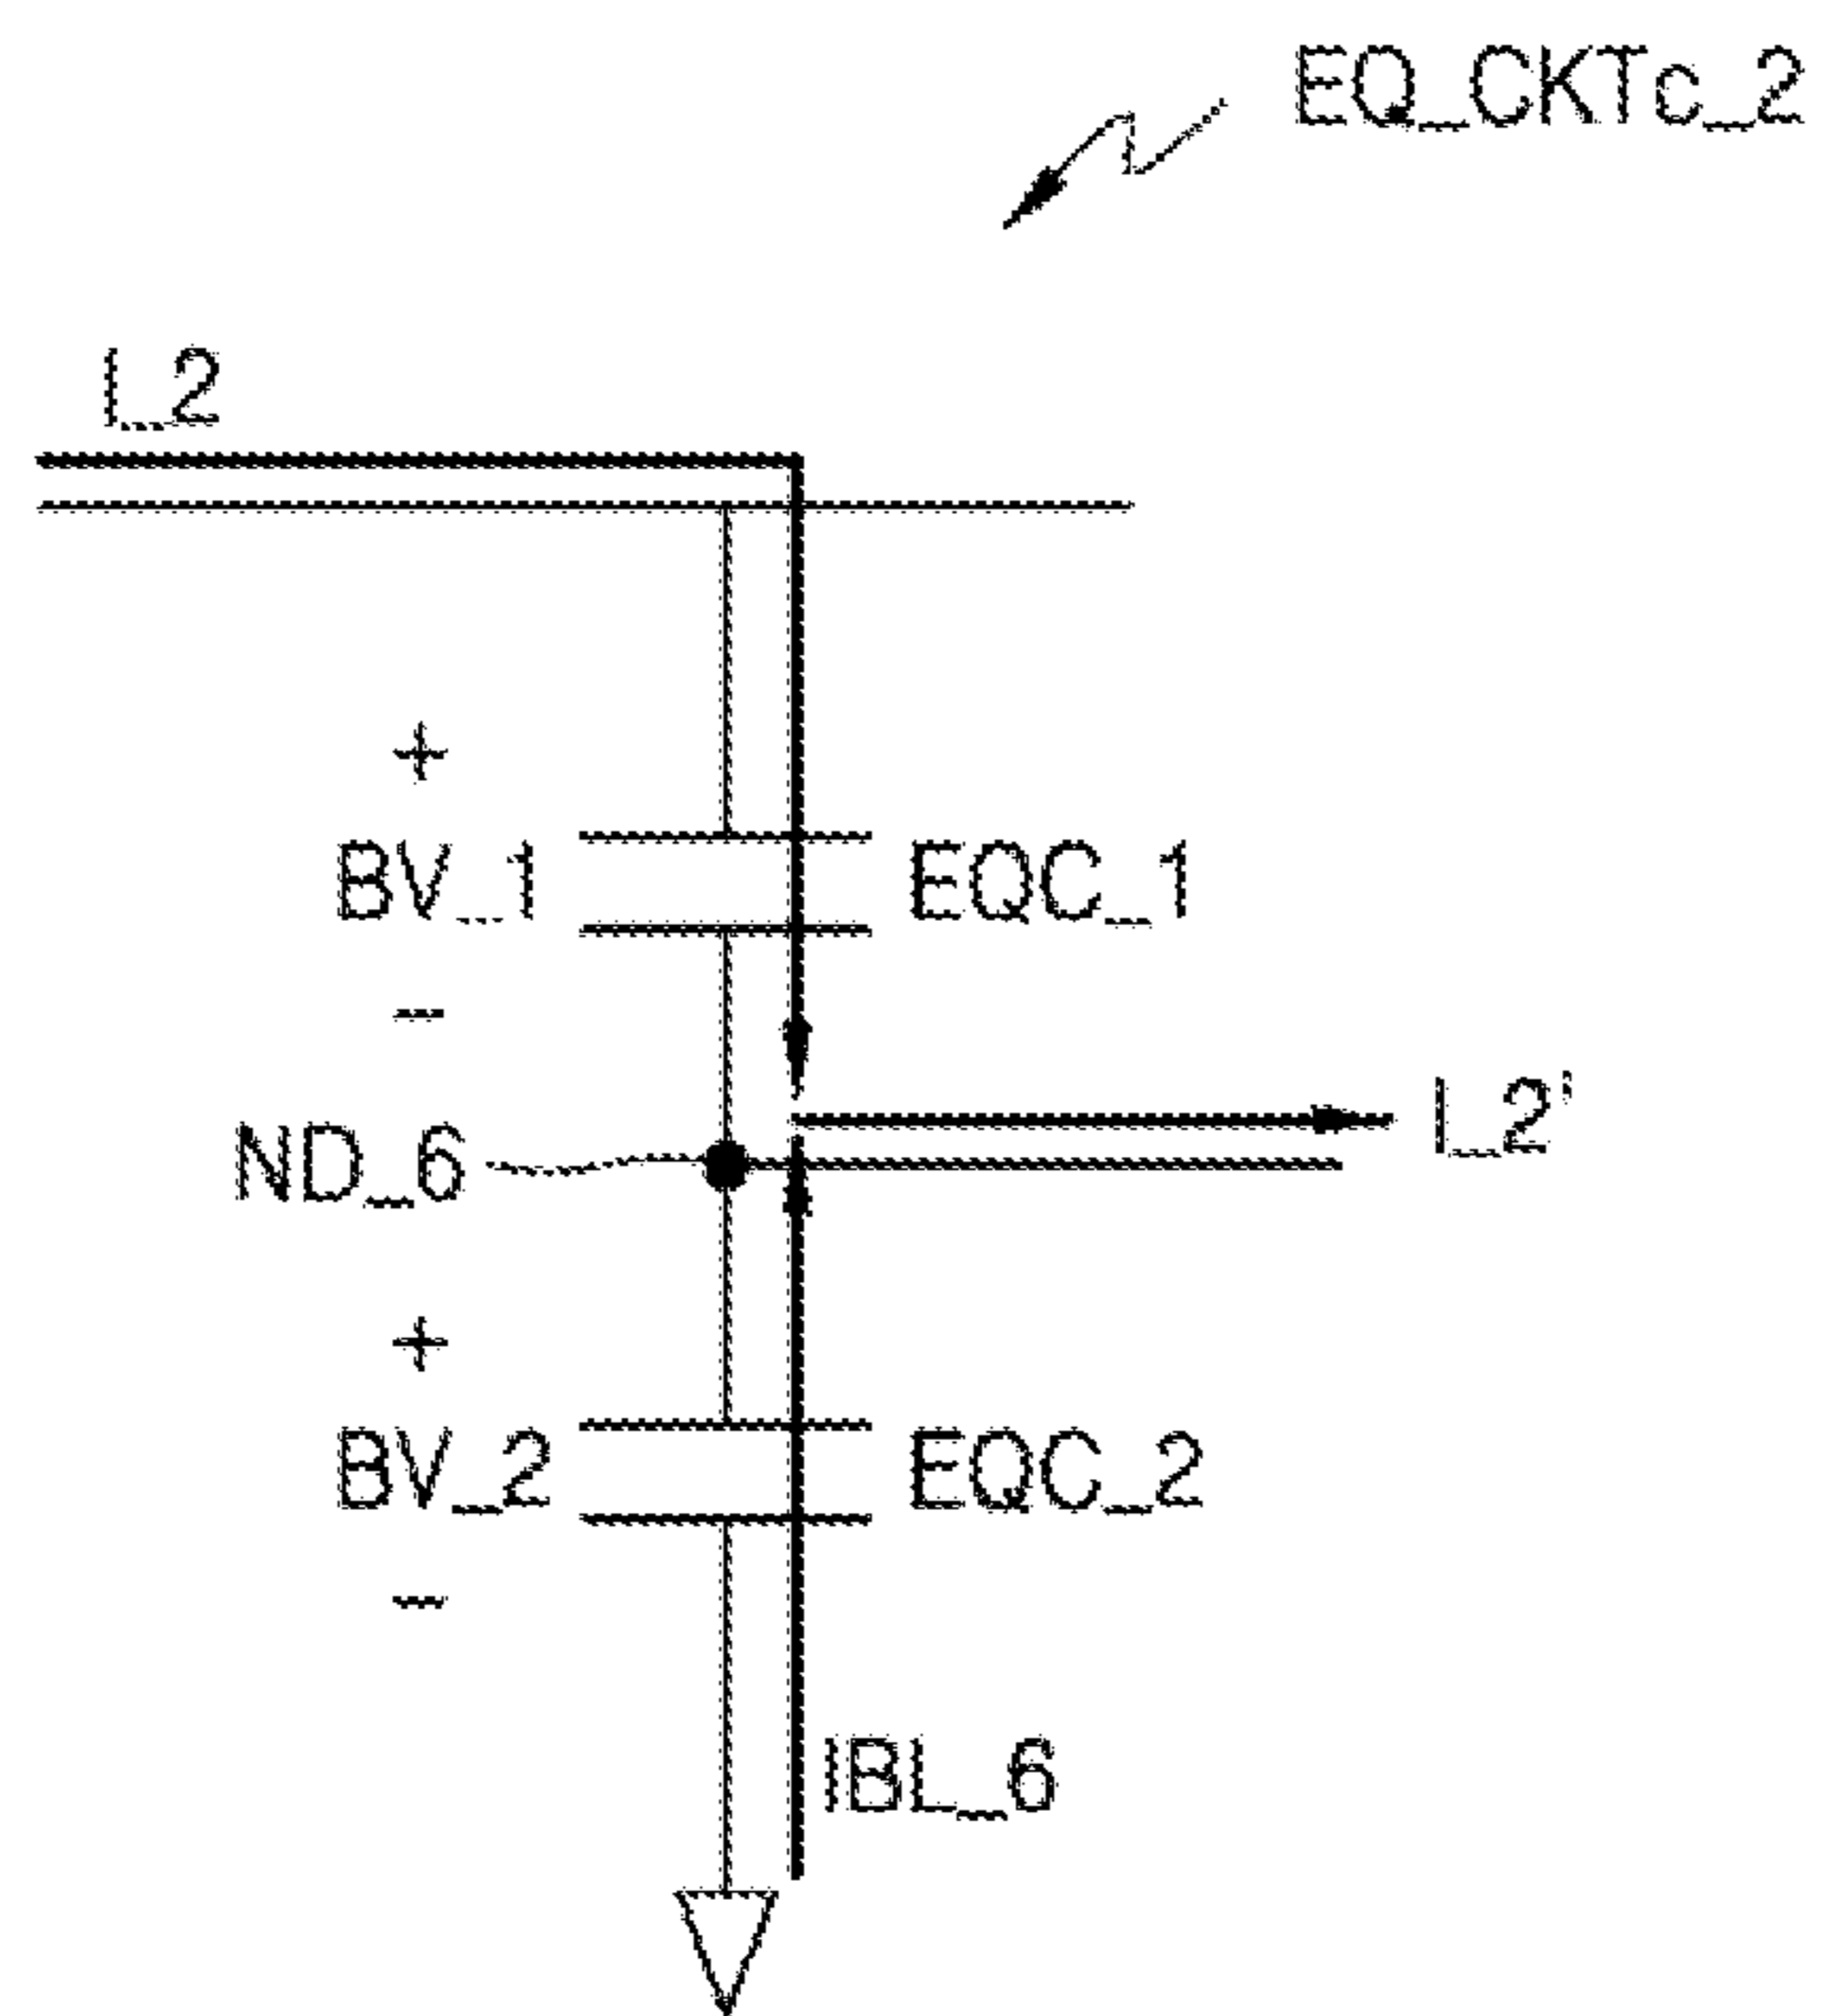 EQ_CKTc_2
I_2
+
BV_1 EQC_1
−
I_2'
ND_6
+
BV_2 EQC_2
−
IBL_6